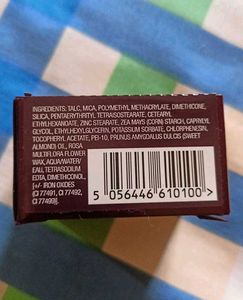 INGREDIENTS: TALC, MICA, POLYMETHYL METHACRYLATE, DIMETHICONE,
SILICA, PENTAERYTHRITYL TETRAISOSTEARATE, CETEARYL
ETHYLHEXANOATE, ZINC STEARATE, ZEA MAYS (CORN) STARCH, CAPRYLYL
GLYCOL, ETHYLHEXYLGLYCERIN, POTASSIUM SORBATE, CHLORPHENESIN,
TOCOPHERYL ACETATE, PEI-10, PRUNUS AMYGDALUS DULCIS (SWEET
ALMOND) OIL, ROSA
MULTIFLORA FLOWER
WAX, AQUA/WATER/
EAU, TETRASODIUM
EDTA, DIMETHICONOL.
[+/- IRON OXIDES
(CI 77491, CI 77492,
CI 77499)].
5 056446 610100 >